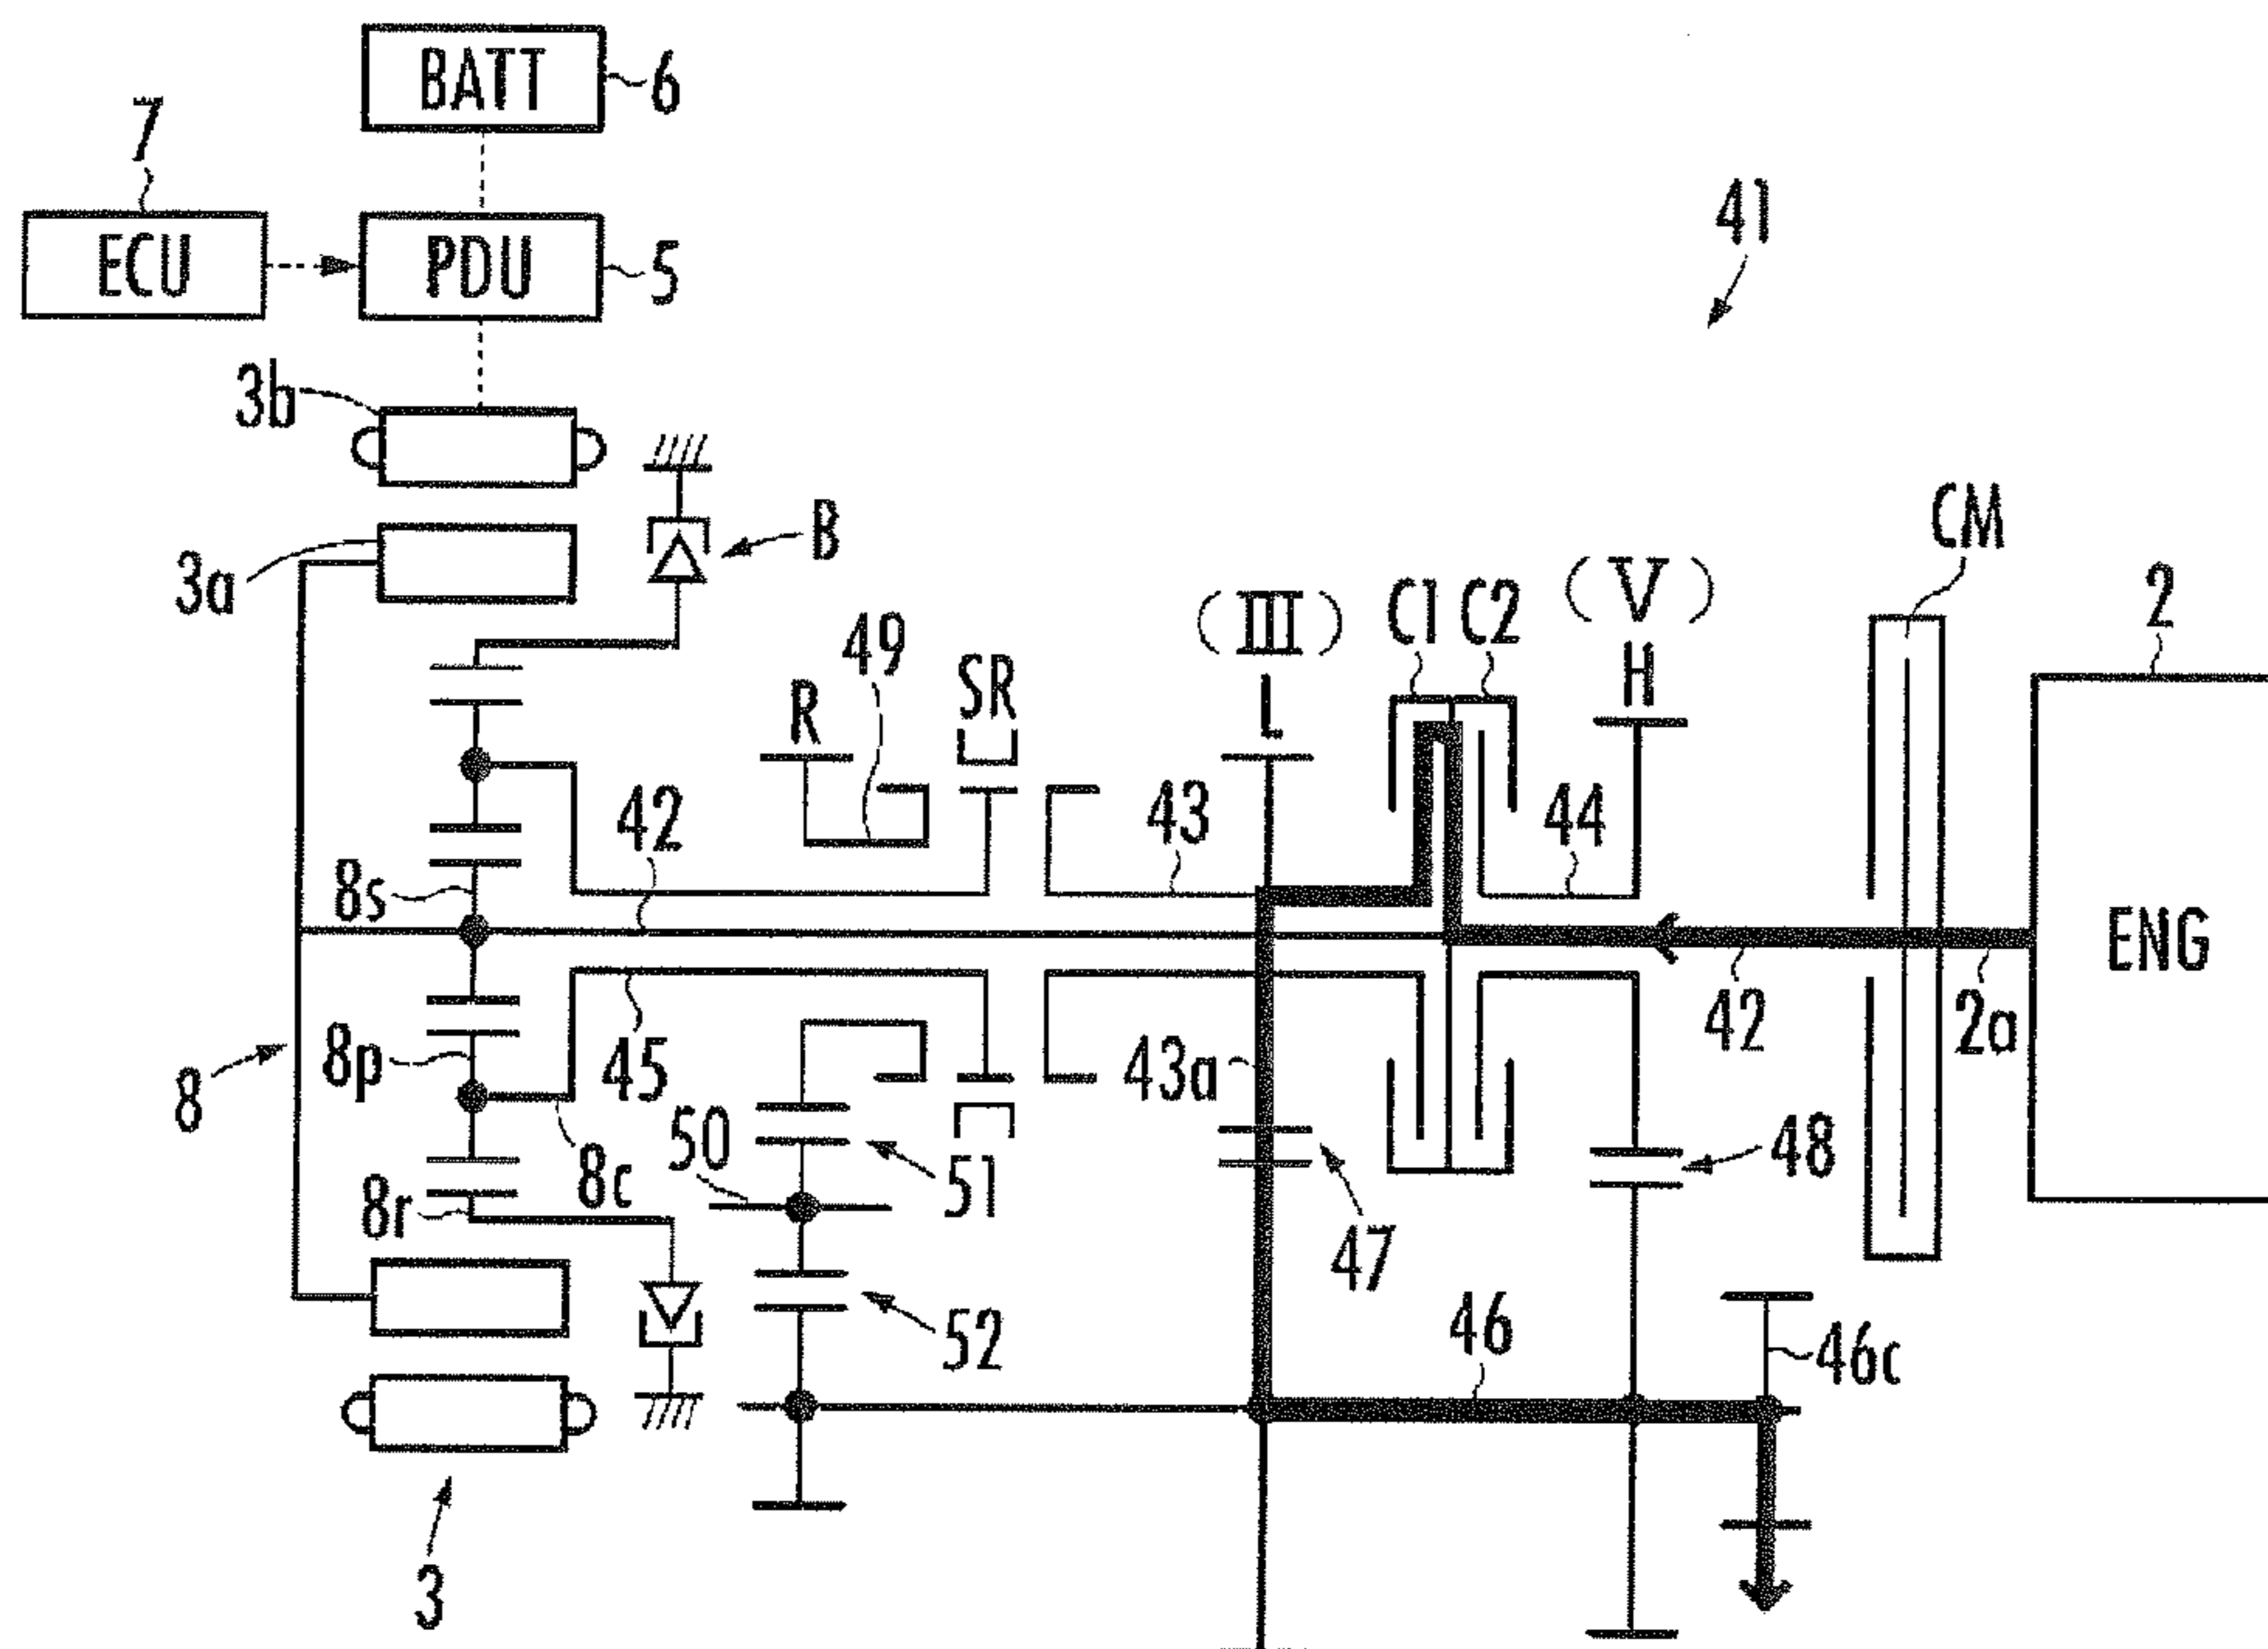 BATT
6
7
ECU
PDU
5
41
3b
3a
B
CM
2
(III)
L
C1
C2
(V)
H
49
R
SR
42
43
44
8s
ENG
42
2a
8
8p
45
43a
50
51
8c
8r
48
47
52
46
46c
3